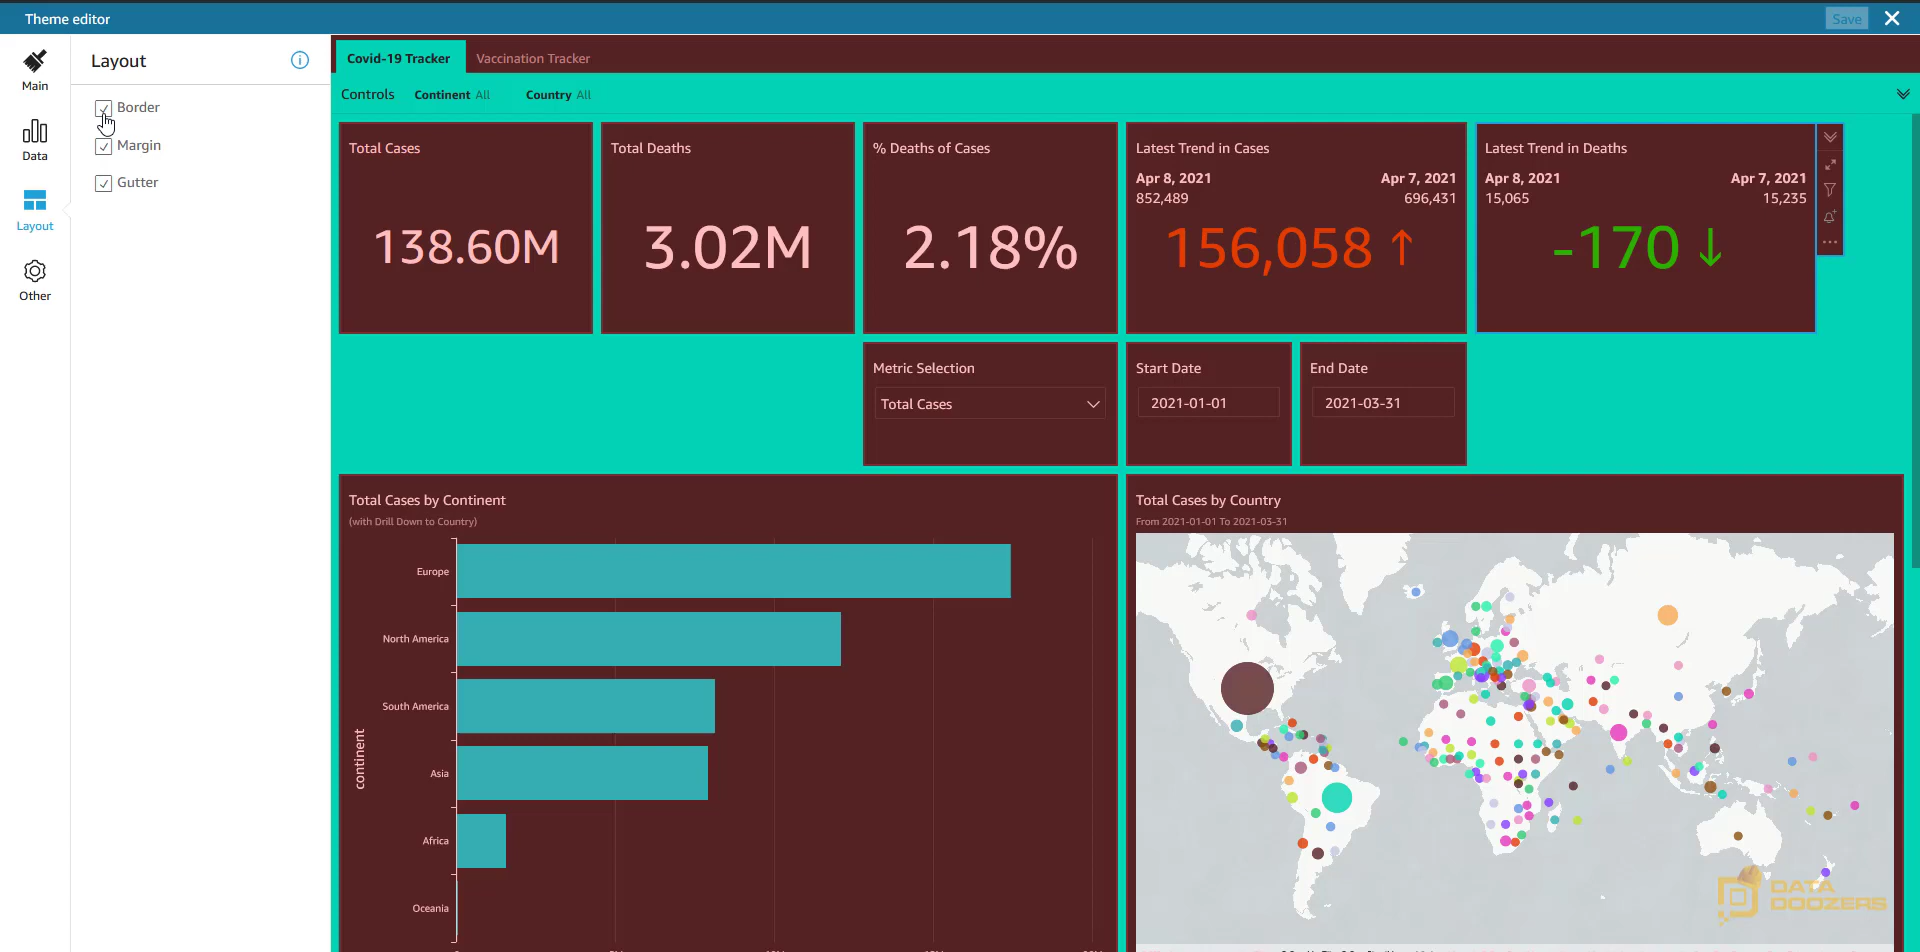 Theme editor
Save
Main
Data
Layout
Other
Layout
Border
Margin
Gutter
Covid-19 Tracker
Vaccination Tracker
Controls
Continent All
Country All
Total Cases
138.60M
Total Deaths
3.02M
% Deaths of Cases
2.18%
Latest Trend in Cases
Apr 8, 2021
Apr 7, 2021
852,489
696,431
156,058
Latest Trend in Deaths
Apr 8, 2021
Apr 7, 2021
15,065
15,235
-170
Metric Selection
Total Cases
Start Date
2021-01-01
End Date
2021-03-31
Total Cases by Continent
(with Drill Down to Country)
continent
Europe
North America
South America
Asia
Africa
Oceania
Total Cases by Country
From 2021-01-01 To 2021-03-31
DATA
DOOZERS